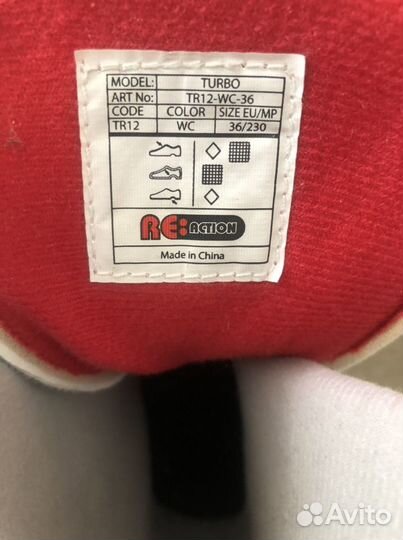 MODEL: TURBO
ART No: TR12-WC-36
CODE COLOR SIZE EU/MP
TR12 WC 36/230
RE:ACTION
Made in China
Avito